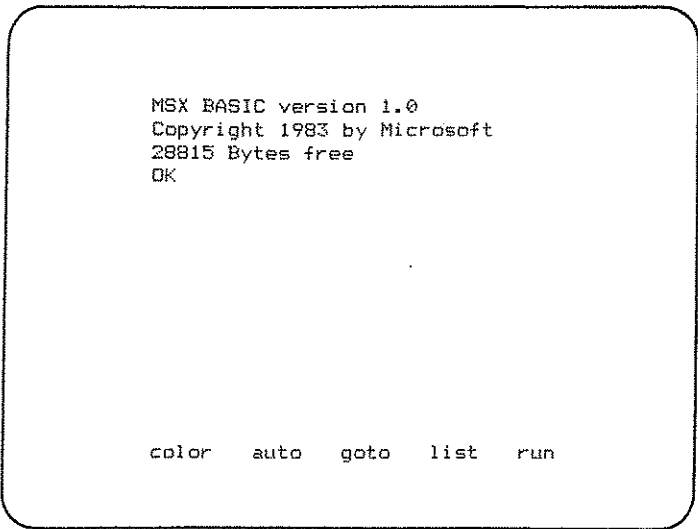 MSX BASIC version 1.0
Copyright 1983 by Microsoft
28815 Bytes free
OK
color auto goto list run